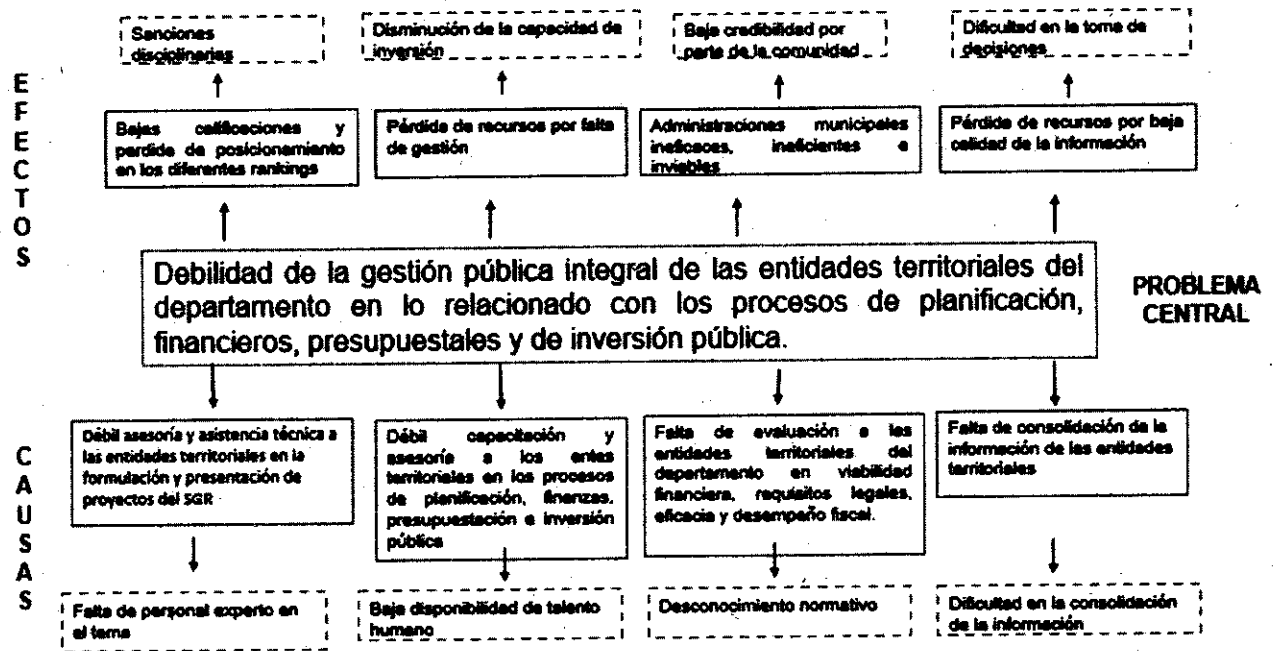 Sanciones
disciplinarias
Disminución de la capacidad de
inversión
Baja credibilidad por
parte de la comunidad
Dificultad en la toma de
decisiones
EFECTOS
Bajas calificaciones y
perdida de posicionamiento
en los diferentes rankings
Pérdida de recursos por falta
de gestión
Administraciones municipales
ineficaces, ineficientes e
inviables
Pérdida de recursos por baja
calidad de la información
Debilidad de la gestión pública integral de las entidades territoriales del
departamento en lo relacionado con los procesos de planificación,
financieros, presupuestales y de inversión pública.
PROBLEMA
CENTRAL
CAUSAS
Débil asesoría y asistencia técnica a
las entidades territoriales en la
formulación y presentación de
proyectos del SGR
Débil capacitación y
asesoría a los entes
territoriales en los procesos
de planificación, finanzas,
presupuestación e inversión
pública
Falta de evaluación a las
entidades territoriales del
departamento en viabilidad
financiera, requisitos legales,
eficacia y desempeño fiscal.
Falta de consolidación de la
información de las entidades
territoriales
Falta de personal experto en
el tema
Baja disponibilidad de talento
humano
Desconocimiento normativo
Dificultad en la consolidación
de la información